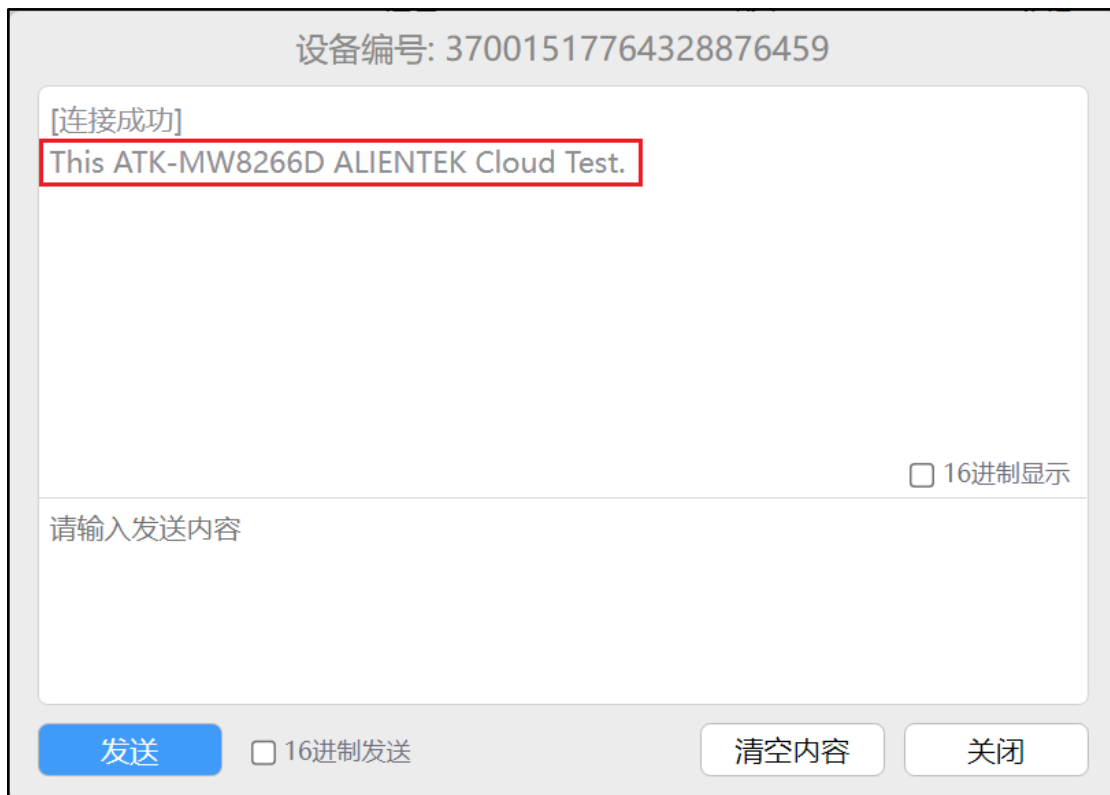 设备编号: 37001517764328876459
[连接成功]
This ATK-MW8266D ALIENTEK Cloud Test.
16进制显示
请输入发送内容
发送
16进制发送
清空内容
关闭